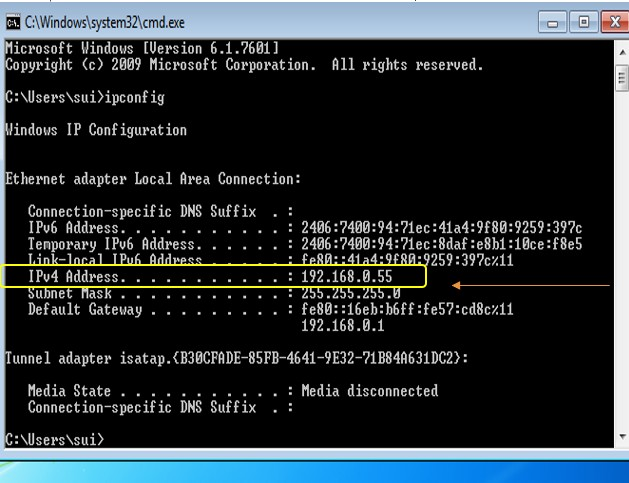 C:\Windows\system32\cmd.exe
Microsoft Windows [Version 6.1.7601]
Copyright (c) 2009 Microsoft Corporation.  All rights reserved.
C:\Users\sui>ipconfig
Windows IP Configuration
Ethernet adapter Local Area Connection:
Connection-specific DNS Suffix  . :
IPv6 Address. . . . . . . . . . . : 2406:7400:94:71ec:41a4:9f80:9259:397c
Temporary IPv6 Address. . . . . . : 2406:7400:94:71ec:8daf:e8b1:10ce:f8e5
Link-local IPv6 Address . . . . . : fe80::41a4:9f80:9259:397c%11
IPv4 Address. . . . . . . . . . . : 192.168.0.55
Subnet Mask . . . . . . . . . . . : 255.255.255.0
Default Gateway . . . . . . . . . : fe80::16eb:b6ff:fe57:cd8c%11
192.168.0.1
Tunnel adapter isatap.{B30CFADE-85FB-4641-9E32-71B84A631DC2}:
Media State . . . . . . . . . . . : Media disconnected
Connection-specific DNS Suffix  . :
C:\Users\sui>